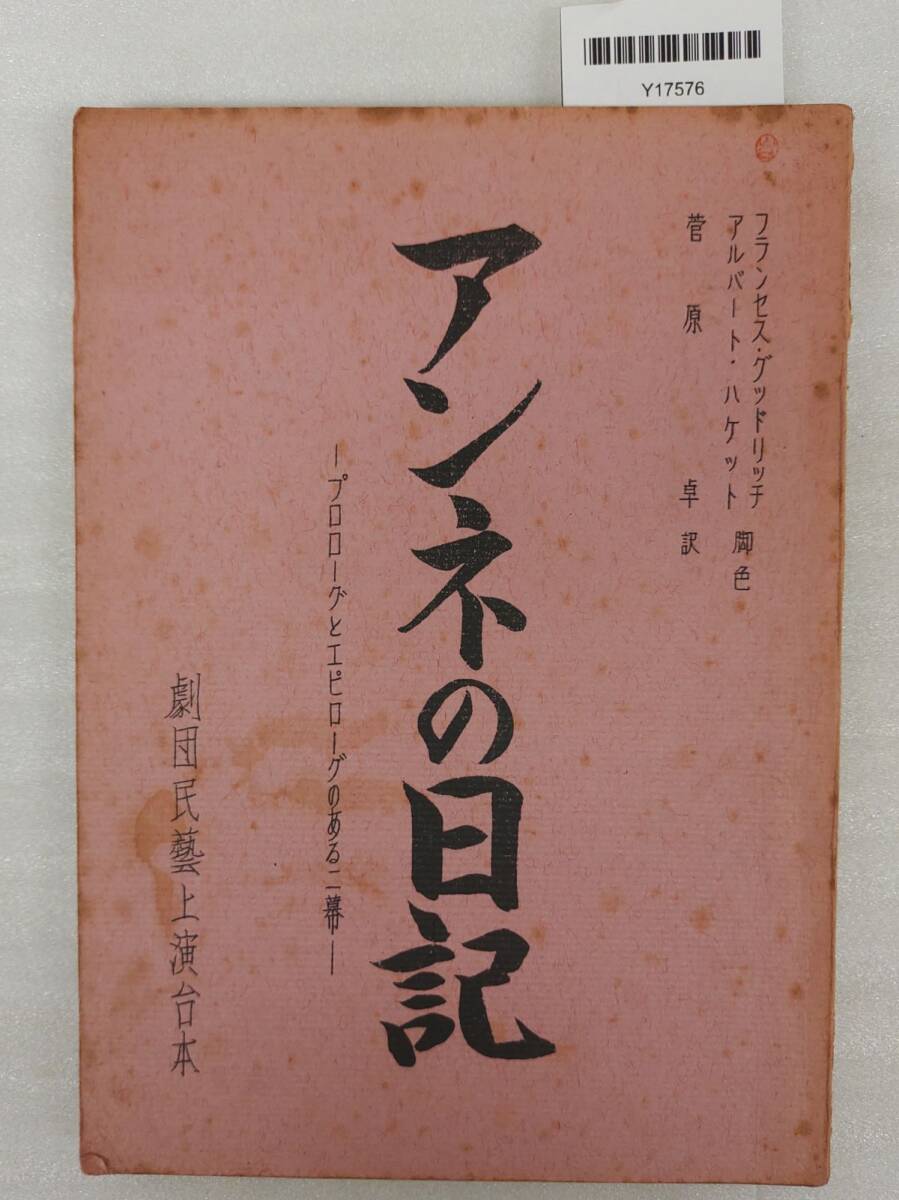 Y17576
フランセス・グッドリッチ
アルバート・ハケット 脚色
菅原卓 訳
アンネの日記
―プロローグとエピローグのある二幕―
劇団民藝上演台本